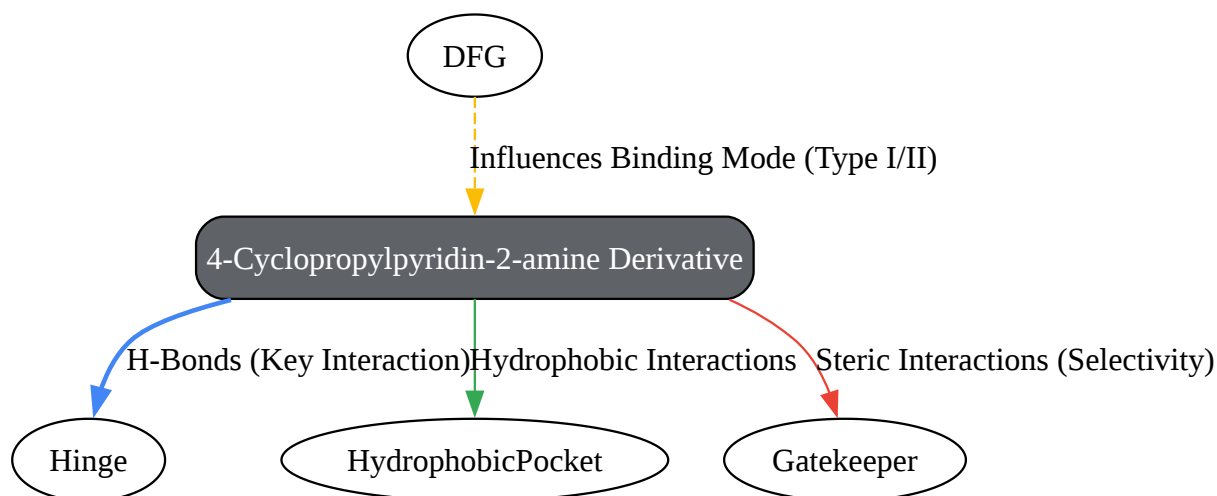 DFG
Influences Binding Mode (Type I/II)
4-Cyclopropylpyridin-2-amine Derivative
H-Bonds (Key Interaction)
Hydrophobic Interactions
Steric Interactions (Selectivity)
Hinge
HydrophobicPocket
Gatekeeper